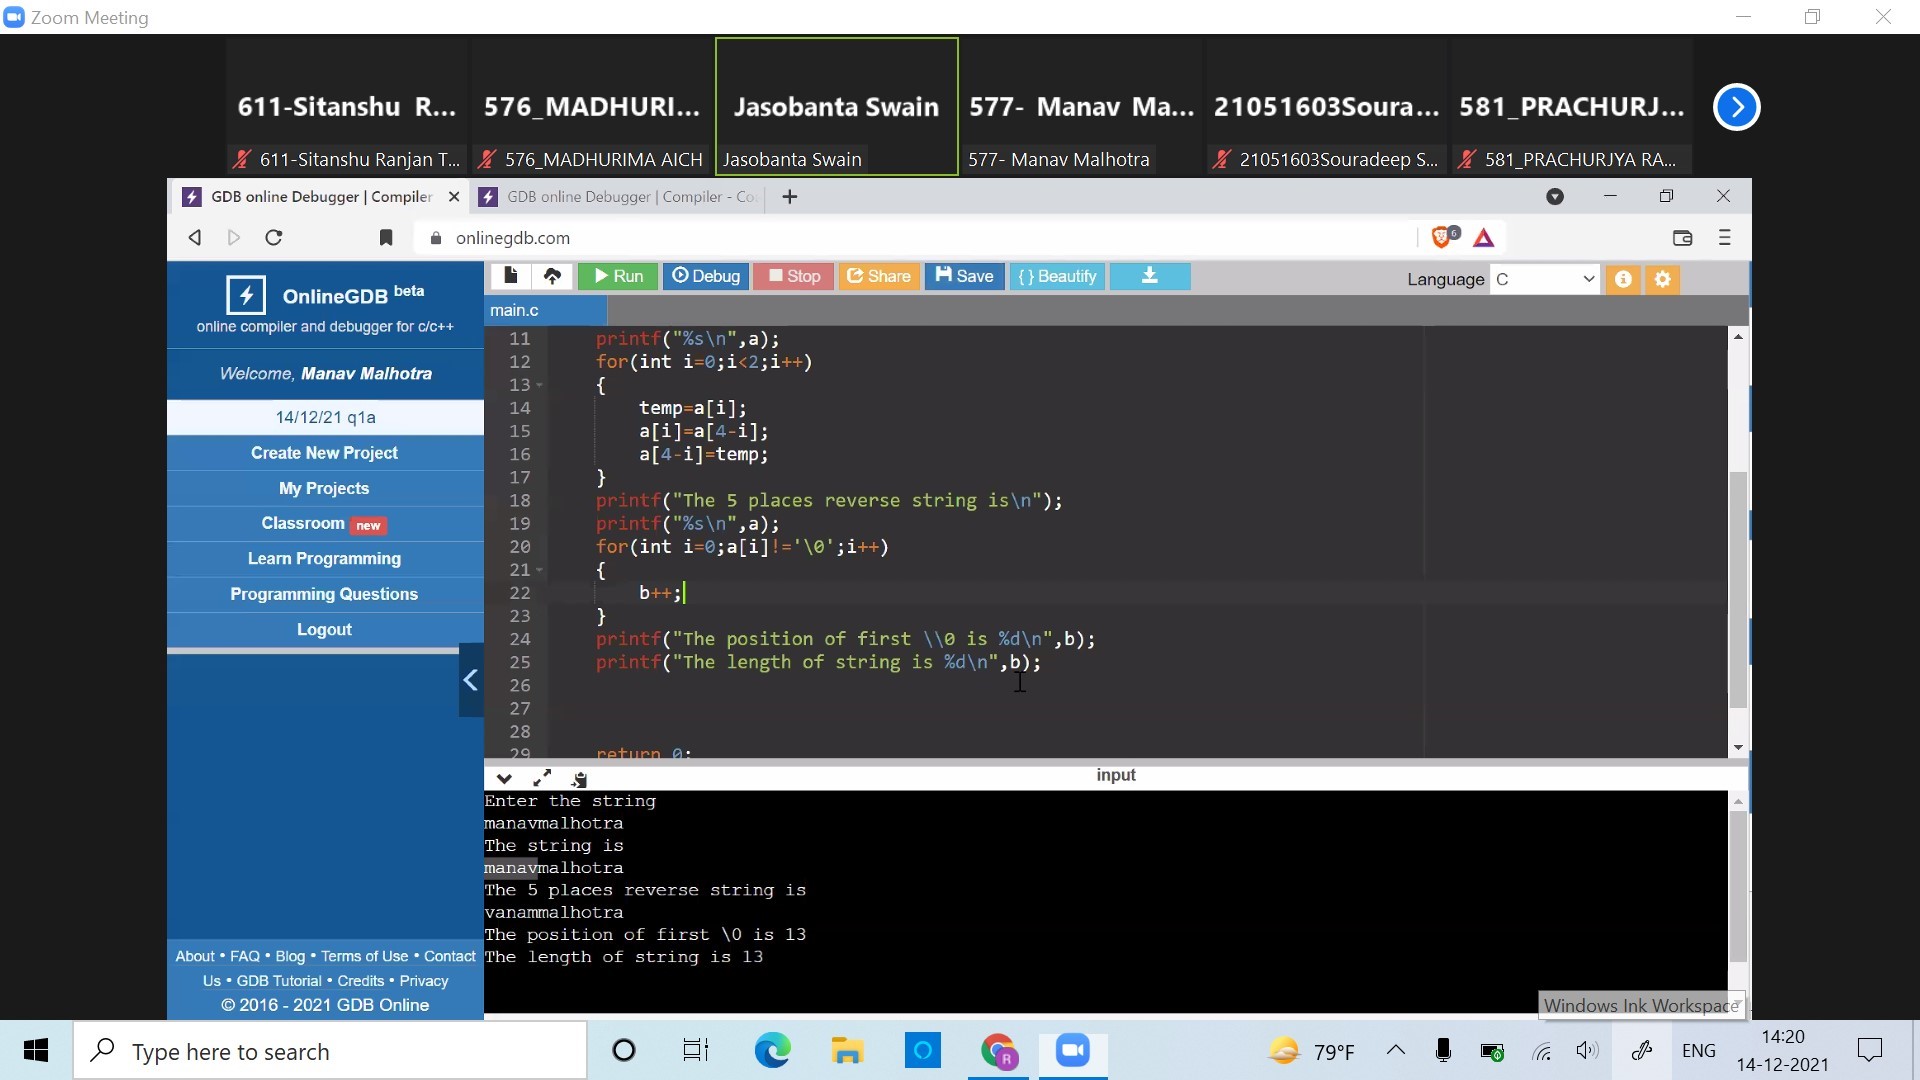 Zoom Meeting
611-Sitanshu R... 576_MADHURI... Jasobanta Swain 577- Manav Ma... 21051603Soura... 581_PRACHURJ...
611-Sitanshu Ranjan T... 576_MADHURIMA AICH Jasobanta Swain 577- Manav Malhotra 21051603Souradeep S... 581_PRACHURJYA RA...
GDB online Debugger | Compiler GDB online Debugger | Compiler - Co
onlinegdb.com 6
Run Debug Stop Share Save { } Beautify Language C
OnlineGDB beta
online compiler and debugger for c/c++
Welcome, Manav Malhotra
14/12/21 q1a
Create New Project
My Projects
Classroom new
Learn Programming
Programming Questions
Logout
About • FAQ • Blog • Terms of Use • Contact
Us • GDB Tutorial • Credits • Privacy
© 2016 - 2021 GDB Online
main.c
11 printf("%s\n",a);
12 for(int i=0;i<2;i++)
13 {
14 temp=a[i];
15 a[i]=a[4-i];
16 a[4-i]=temp;
17 }
18 printf("The 5 places reverse string is\n");
19 printf("%s\n",a);
20 for(int i=0;a[i]!='\0';i++)
21 {
22 b++;
23 }
24 printf("The position of first \\0 is %d\n",b);
25 printf("The length of string is %d\n",b);
26
27
28
29 return 0;
input
Enter the string
manavmalhotra
The string is
manavmalhotra
The 5 places reverse string is
vanammalhotra
The position of first \0 is 13
The length of string is 13
Windows Ink Workspace
Type here to search
R
79°F
ENG
14:20
14-12-2021